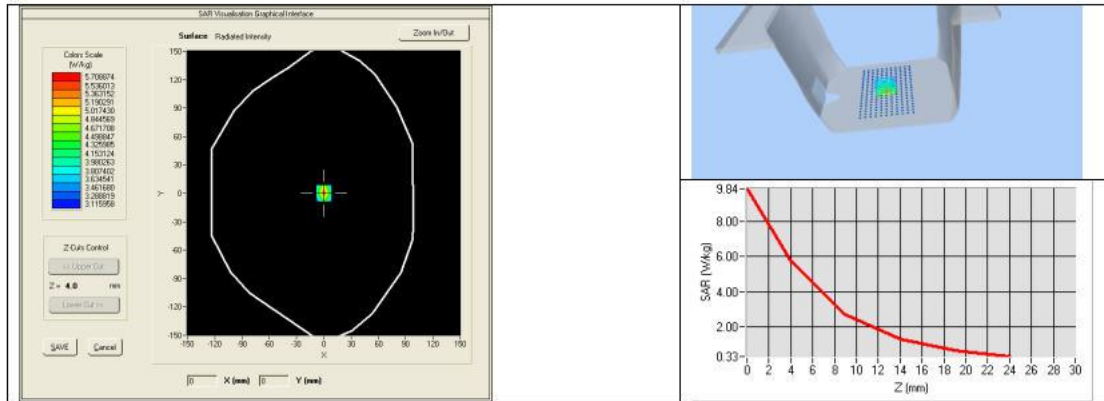 SAR Visualisation Graphical Interface
Surface Radiated Intensity
Zoom In/Out
Colors Scale
(W/kg)
5.708874
5.536013
5.363152
5.190291
5.017430
4.844569
4.671708
4.498847
4.325985
4.153124
3.980263
3.807402
3.634541
3.461680
3.288819
3.115958
150
120
90
60
30
0
-30
-60
-90
-120
-150
Y
-150 -120 -90 -60 -30 0 30 60 90 120 150
X
Z-Cuts Control
<< Upper Cut
Z = 4.0 mm
Lower Cut >>
SAVE Cancel
0 X (mm) 0 Y (mm)
9.84
8.00
6.00
4.00
2.00
0.33
SAR (W/kg)
0 2 4 6 8 10 12 14 16 18 20 22 24 26 28 30
Z (mm)